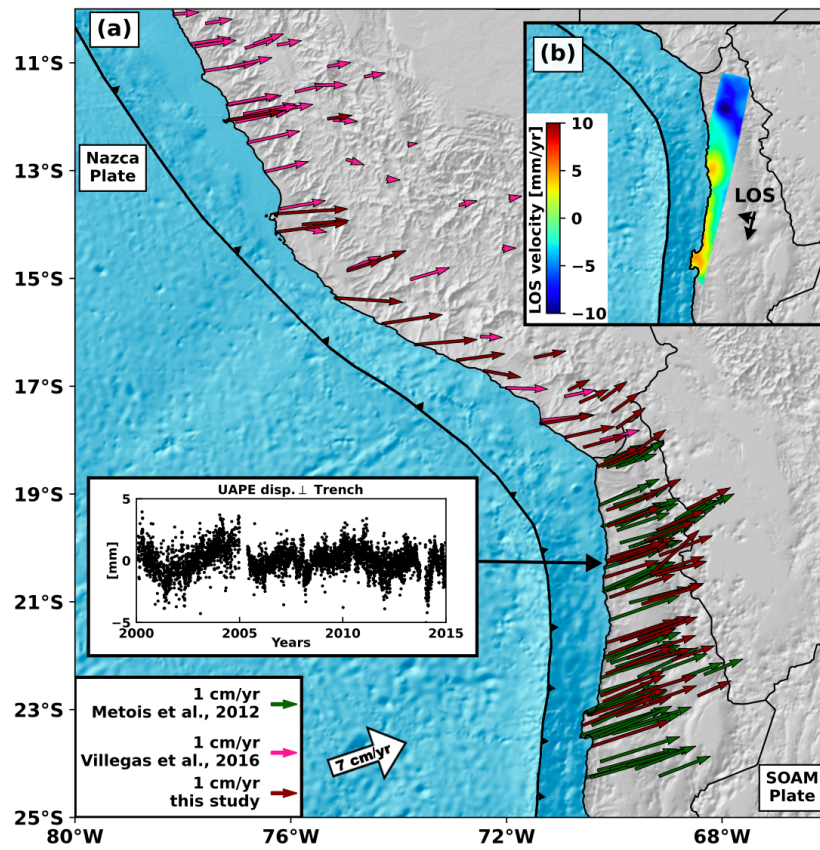 (a)
(b)
11°S
13°S
15°S
17°S
19°S
21°S
23°S
25°S
80°W
76°W
72°W
68°W
Nazca
Plate
LOS velocity [mm/yr]
10
5
0
−5
−10
LOS
UAPE disp.⊥ Trench
[mm]
5
0
−5
2000
2005
2010
2015
Years
1 cm/yr
Metois et al., 2012
1 cm/yr
Villegas et al., 2016
1 cm/yr
this study
7 cm/yr
SOAM
Plate